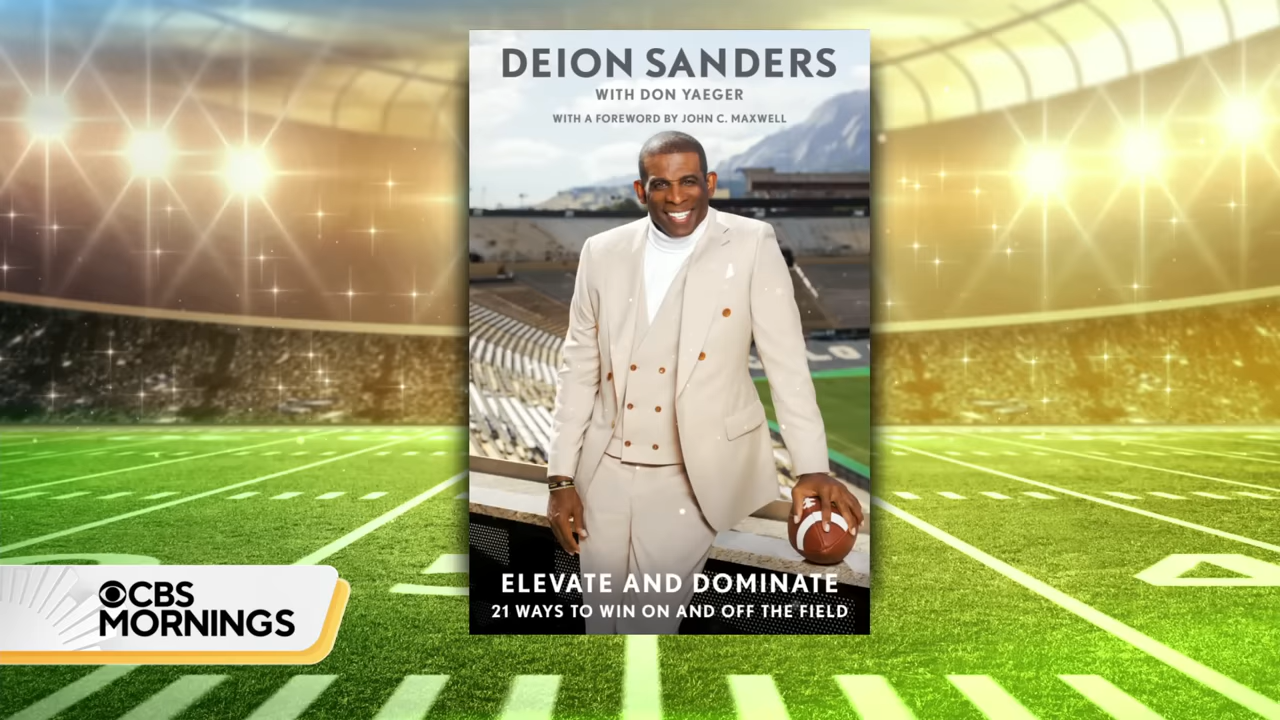 DEION SANDERS
WITH DON YAEGER
WITH A FOREWORD BY JOHN C. MAXWELL
ELEVATE AND DOMINATE
21 WAYS TO WIN ON AND OFF THE FIELD
CBS
MORNINGS